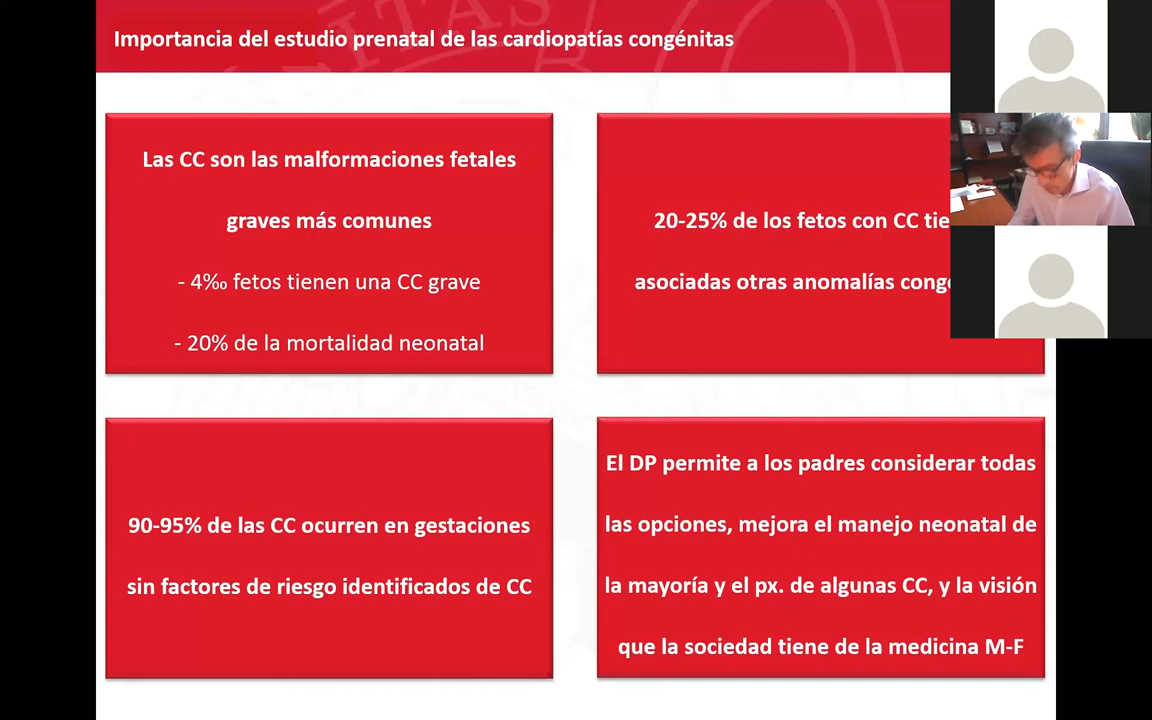 Importancia del estudio prenatal de las cardiopatías congénitas
Las CC son las malformaciones fetales
graves más comunes
- 4‰ fetos tienen una CC grave
- 20% de la mortalidad neonatal
20-25% de los fetos con CC
asociadas otras anomalías
90-95% de las CC ocurren en gestaciones
sin factores de riesgo identificados de CC
El DP permite a los padres considerar todas
las opciones, mejora el manejo neonatal de
la mayoría y el px. de algunas CC, y la visión
que la sociedad tiene de la medicina M-F